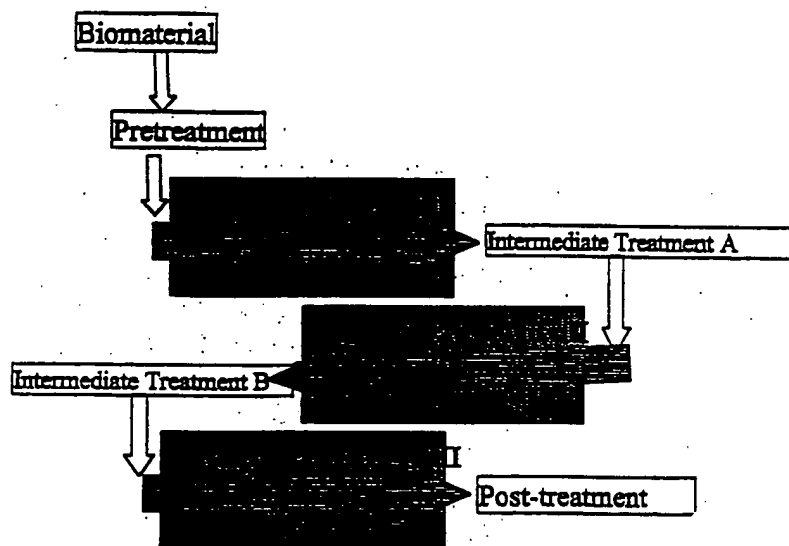 Biomaterial
Pretreatment
Intermediate Treatment A
Intermediate Treatment B
Post-treatment